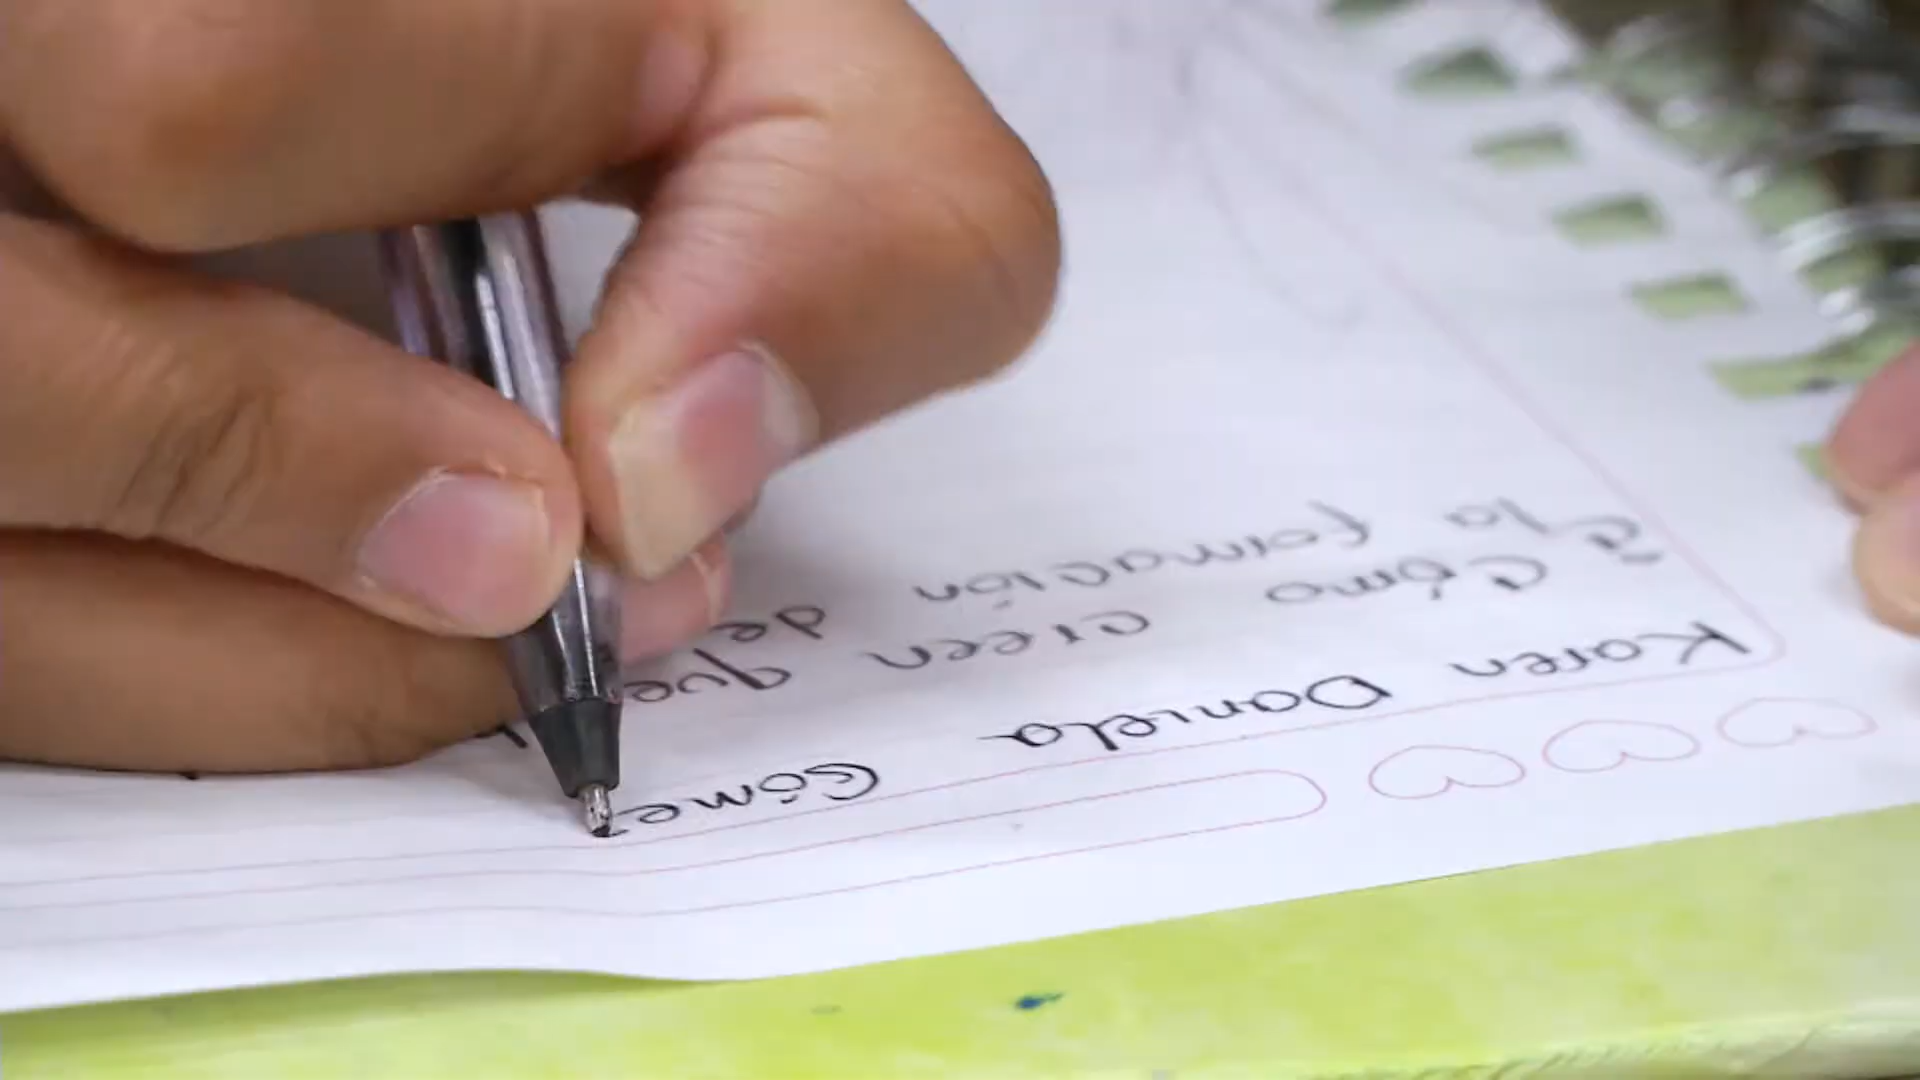 Karen Daniela Góme
¿Cómo creen que
la formación de